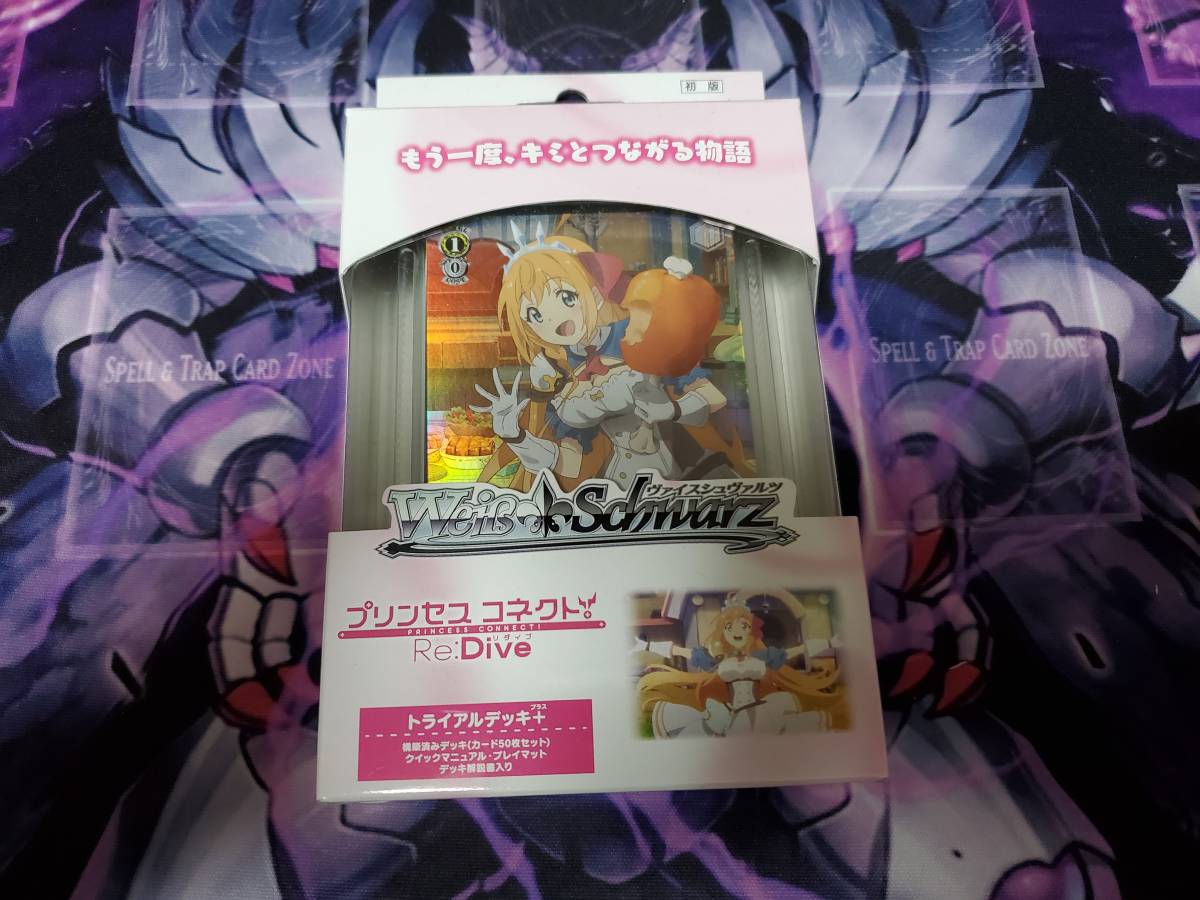 初版
もう一度、キミとつながる物語
1
0
SPELL & TRAP CARD ZONE
SPELL & TRAP CARD ZONE
ヴァイスシュヴァルツ
Weiß Schwarz
プリンセス コネクト!
PRINCESS CONNECT!
リダイブ
Re:Dive
プラス
トライアルデッキ+
構築済みデッキ(カード50枚セット)
クイックマニュアル・プレイマット
デッキ解説書入り